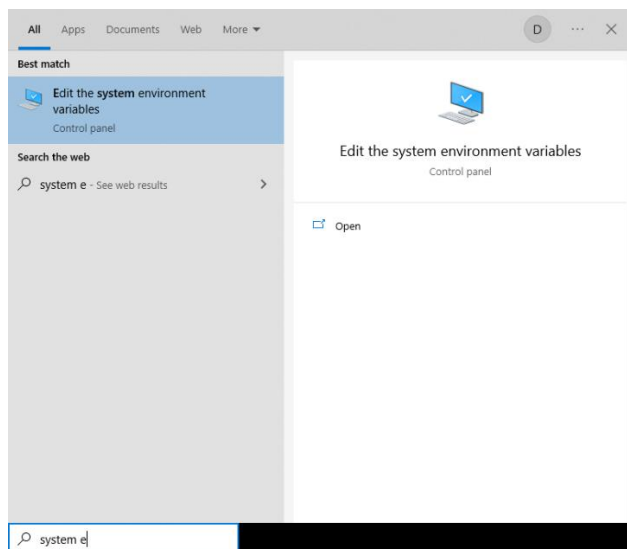 All Apps Documents Web More
D ...
Best match
Edit the system environment
variables
Control panel
Search the web
system e - See web results
Edit the system environment variables
Control panel
Open
system e